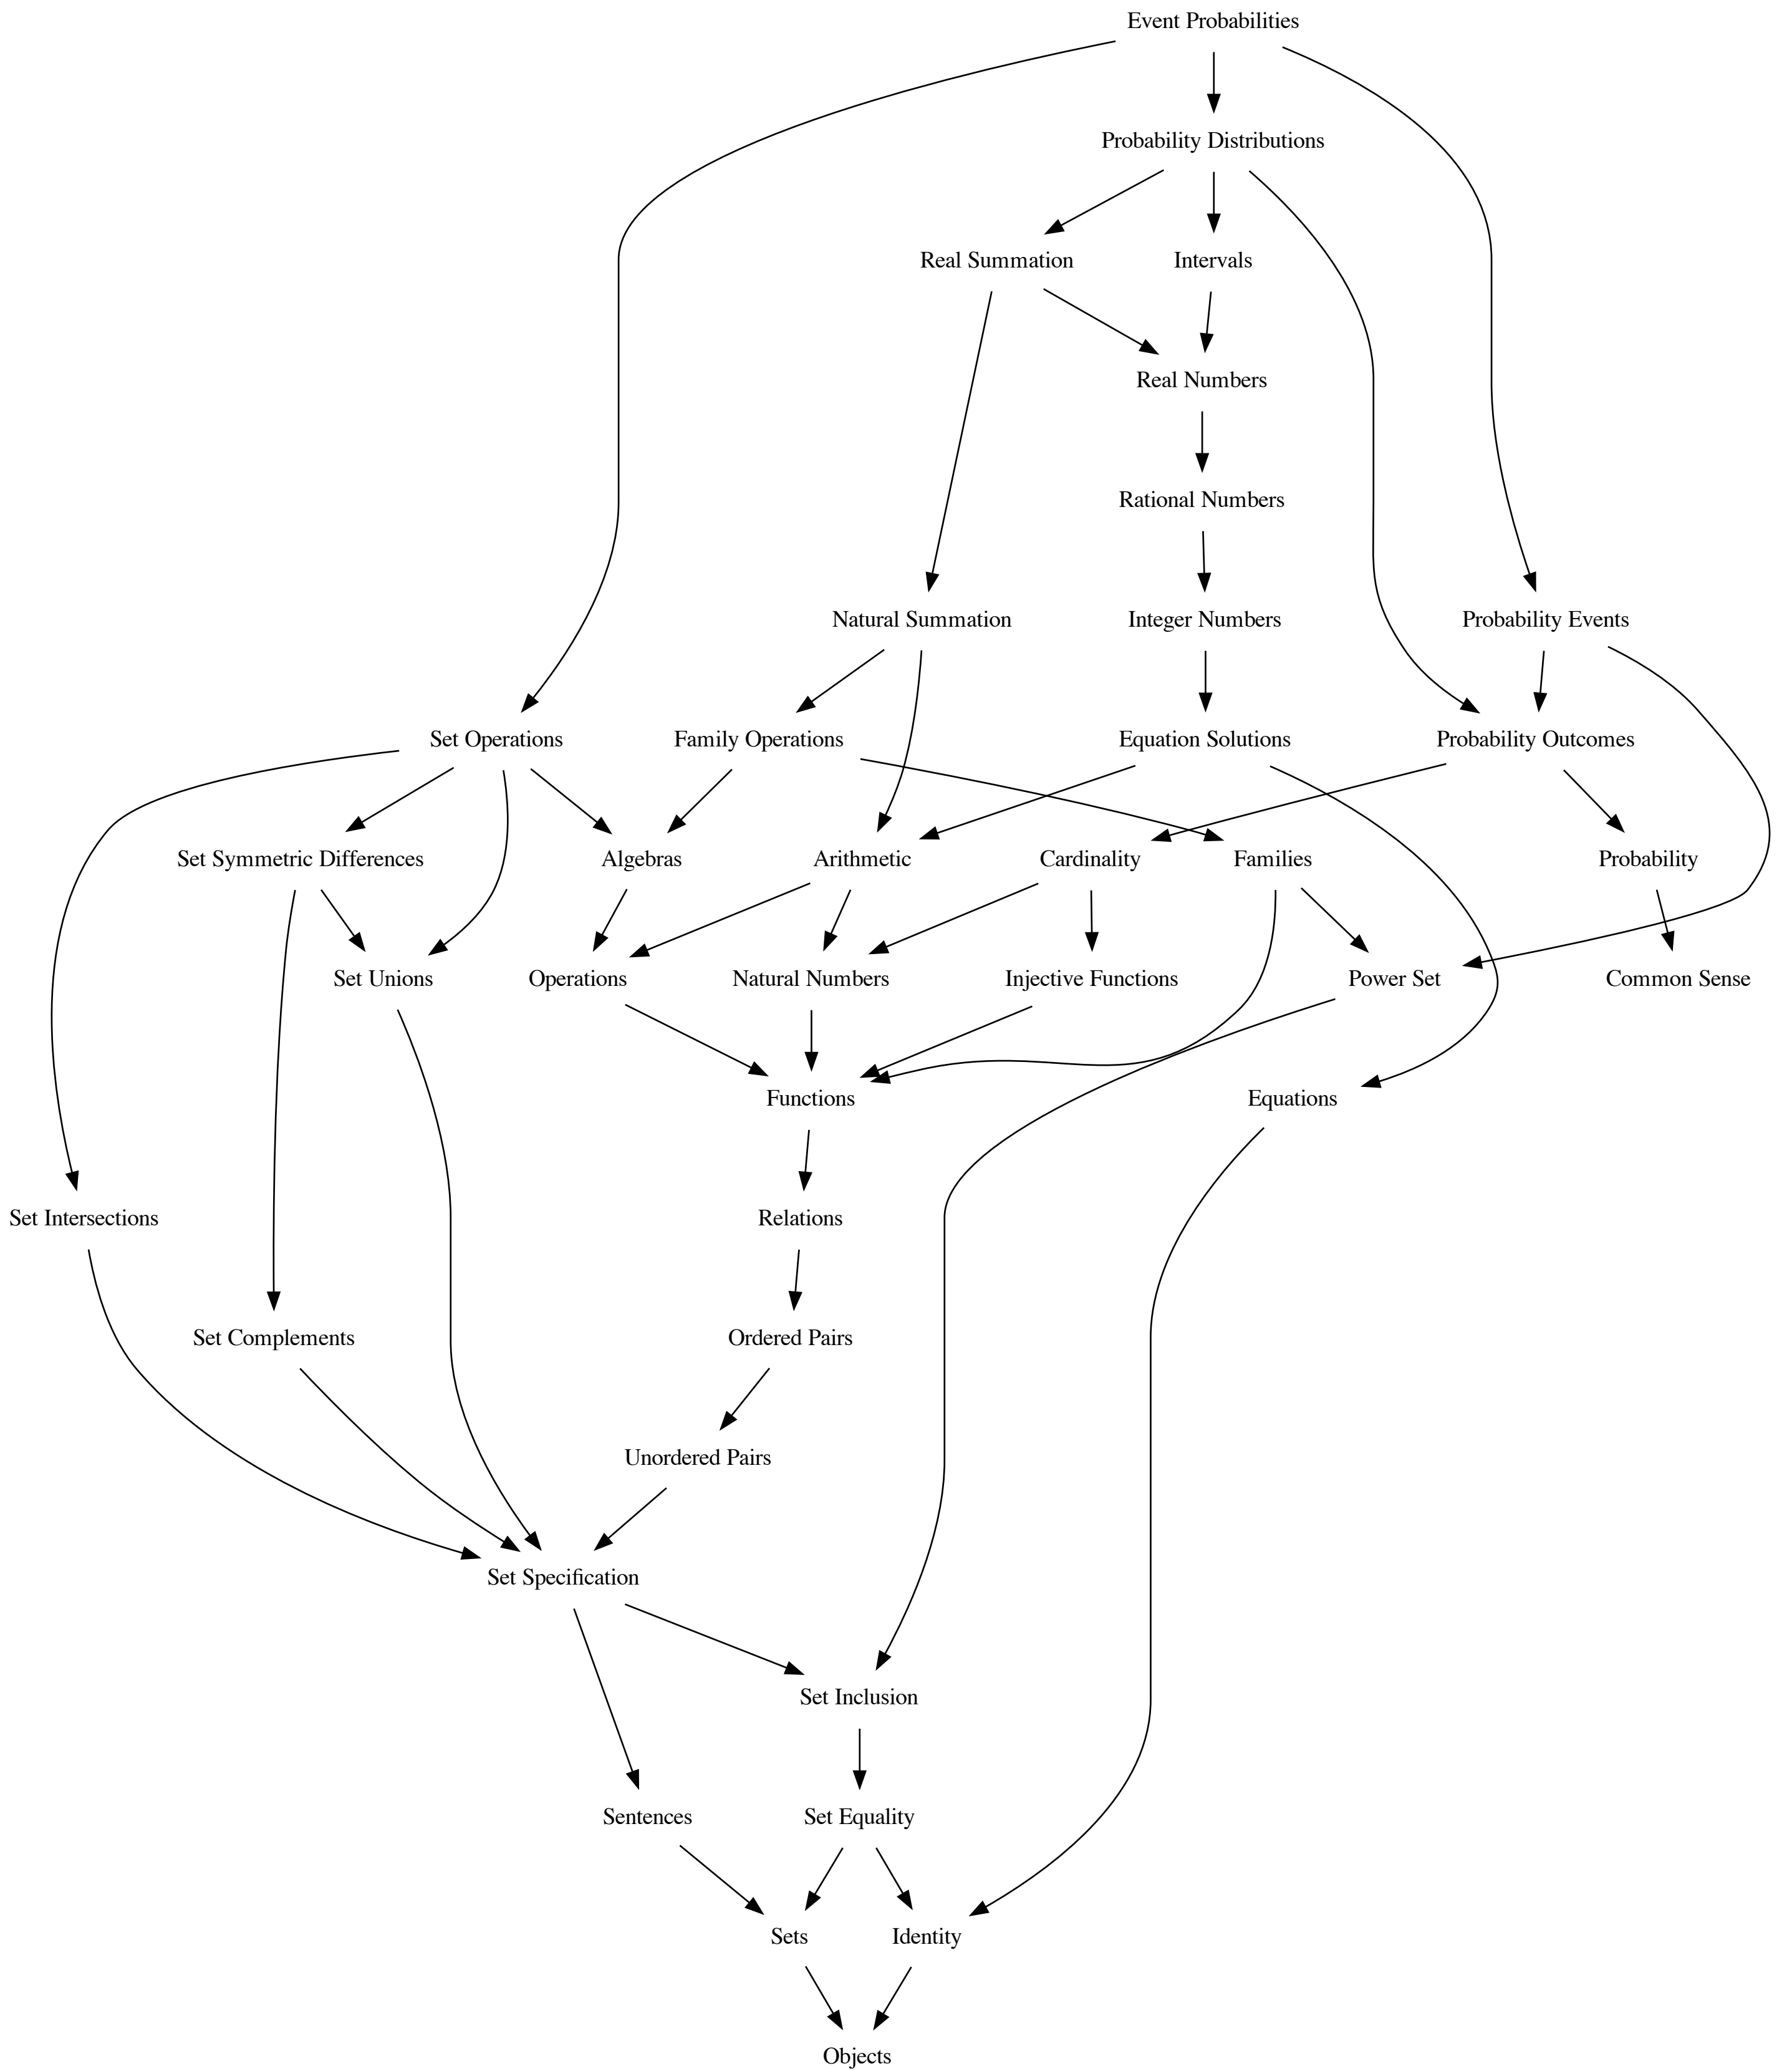 Event Probabilities
Probability Distributions
Real Summation
Intervals
Real Numbers
Rational Numbers
Natural Summation
Integer Numbers
Probability Events
Set Operations
Family Operations
Equation Solutions
Probability Outcomes
Set Symmetric Differences
Algebras
Arithmetic
Cardinality
Families
Probability
Set Unions
Operations
Natural Numbers
Injective Functions
Power Set
Common Sense
Functions
Equations
Set Intersections
Relations
Set Complements
Ordered Pairs
Unordered Pairs
Set Specification
Set Inclusion
Sentences
Set Equality
Sets
Identity
Objects